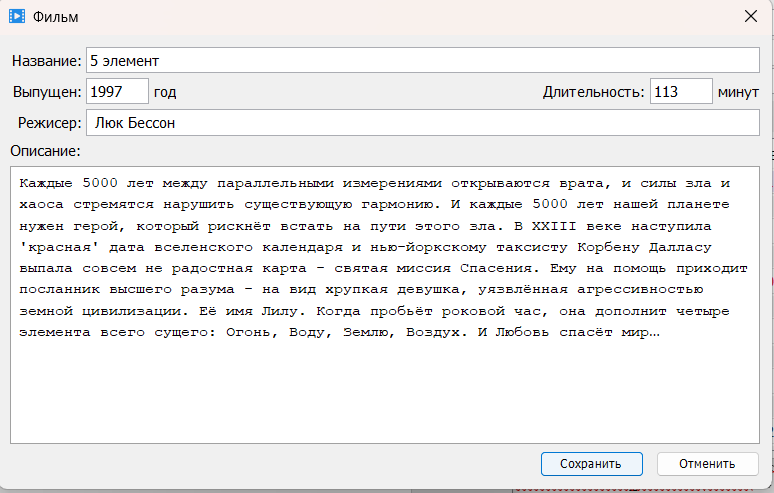 Фильм
Название: 5 элемент
Выпущен: 1997 год Длительность: 113 минут
Режисер: Люк Бессон
Описание:
Каждые 5000 лет между параллельными измерениями открываются врата, и силы зла и
хаоса стремятся нарушить существующую гармонию. И каждые 5000 лет нашей планете
нужен герой, который рискнёт встать на пути этого зла. В XXIII веке наступила
'красная' дата вселенского календаря и нью-йоркскому таксисту Корбену Далласу
выпала совсем не радостная карта - святая миссия Спасения. Ему на помощь приходит
посланник высшего разума - на вид хрупкая девушка, уязвлённая агрессивностью
земной цивилизации. Её имя Лилу. Когда пробьёт роковой час, она дополнит четыре
элемента всего сущего: Огонь, Воду, Землю, Воздух. И Любовь спасёт мир…
Сохранить Отменить